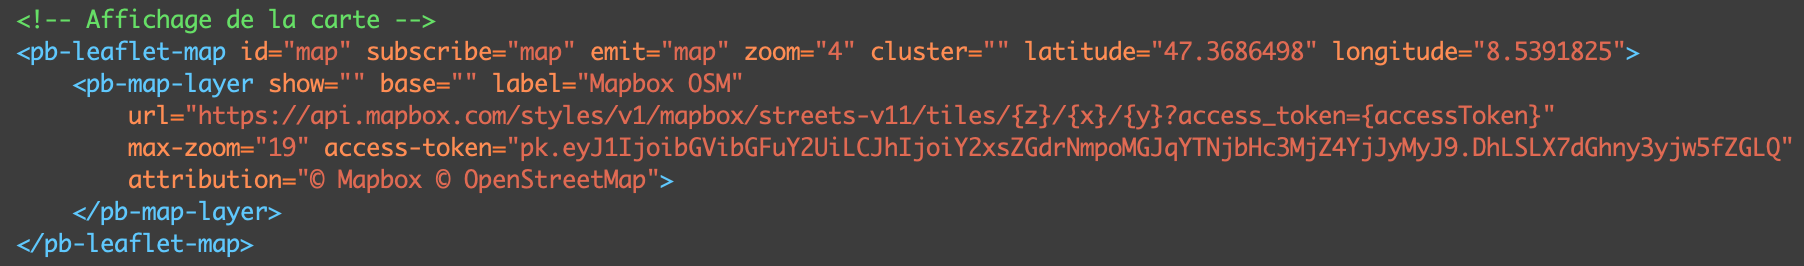 <!-- Affichage de la carte -->
<pb-leaflet-map id="map" subscribe="map" emit="map" zoom="4" cluster="" latitude="47.3686498" longitude="8.5391825">
<pb-map-layer show="" base="" label="Mapbox OSM"
url="https://api.mapbox.com/styles/v1/mapbox/streets-v11/tiles/{z}/{x}/{y}?access_token={accessToken}"
max-zoom="19" access-token="pk.eyJ1IjoibGVibGFuY2UiLCJhIjoiY2xsZGdrNmpoMGJqYTNjbHc3MjZ4YjJyMyJ9.DhLSLX7dGhny3yjw5fZGLQ"
attribution="© Mapbox © OpenStreetMap">
</pb-map-layer>
</pb-leaflet-map>